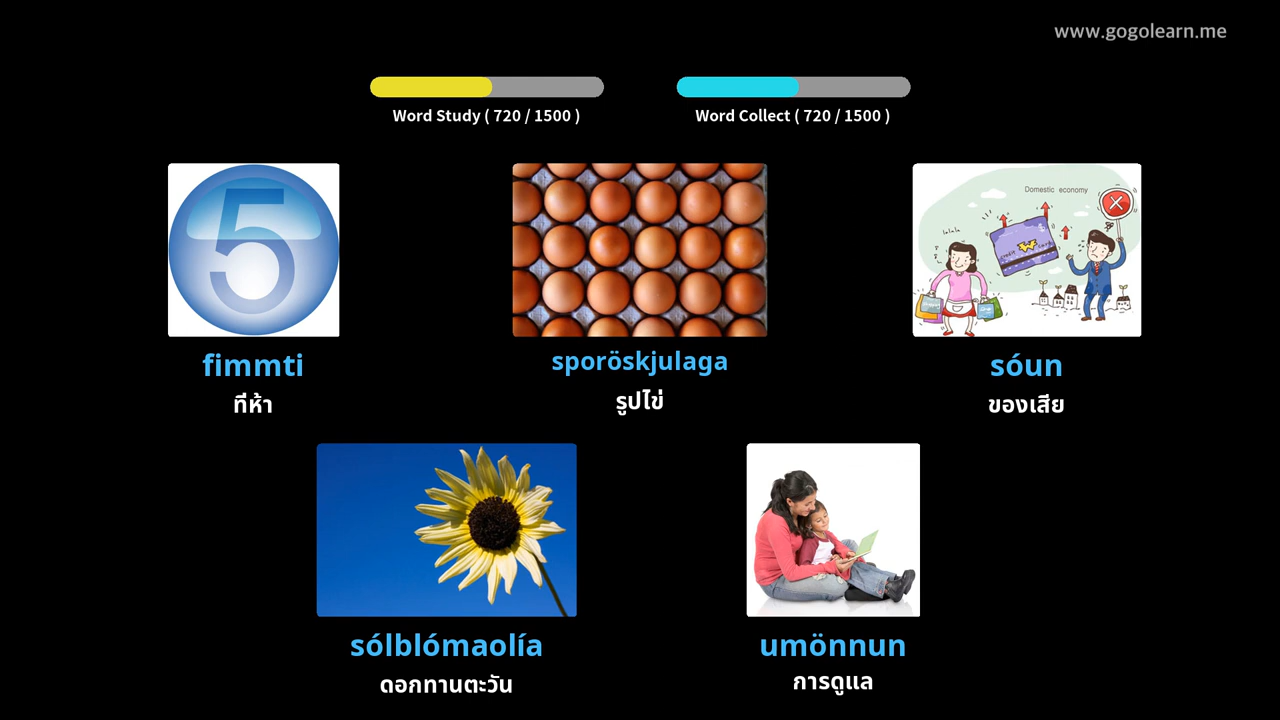 www.gogolearn.me
Word Study ( 720 / 1500 )
Word Collect ( 720 / 1500 )
5
Domestic economy
lalala
fimmti
ทีห้า
sporöskjulaga
รูปไข่
sóun
ของเสีย
sólblómaolía
ดอกทานตะวัน
umönnun
การดูแล